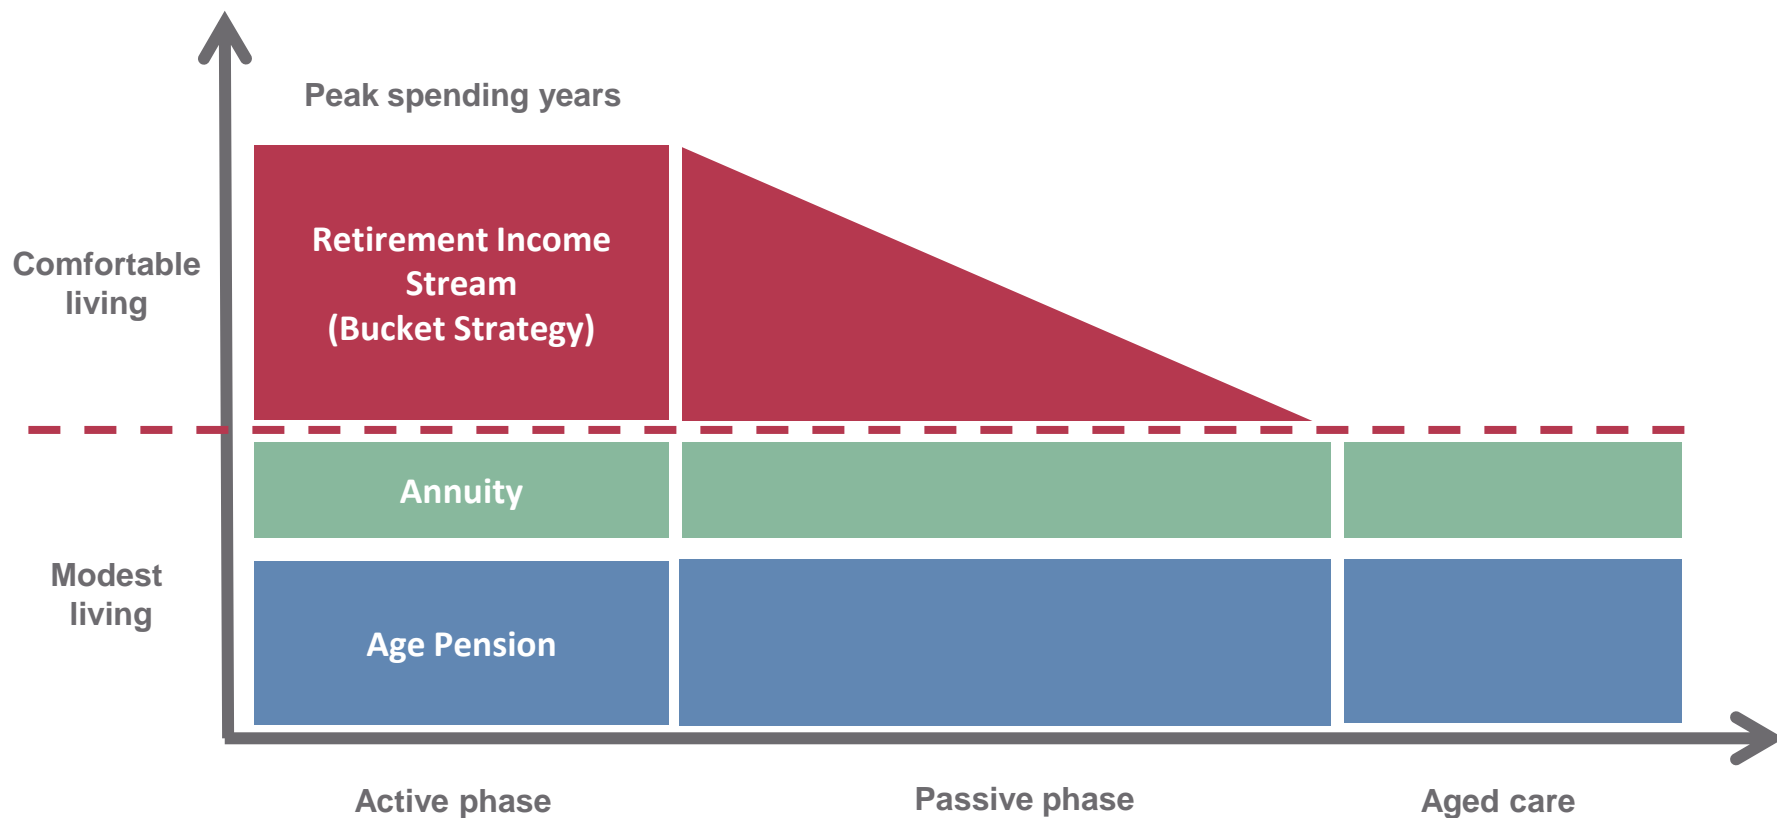 Peak spending years
Comfortable
living
Retirement Income
Stream
(Bucket Strategy)
Annuity
Modest
living
Age Pension
Active phase
Passive phase
Aged care